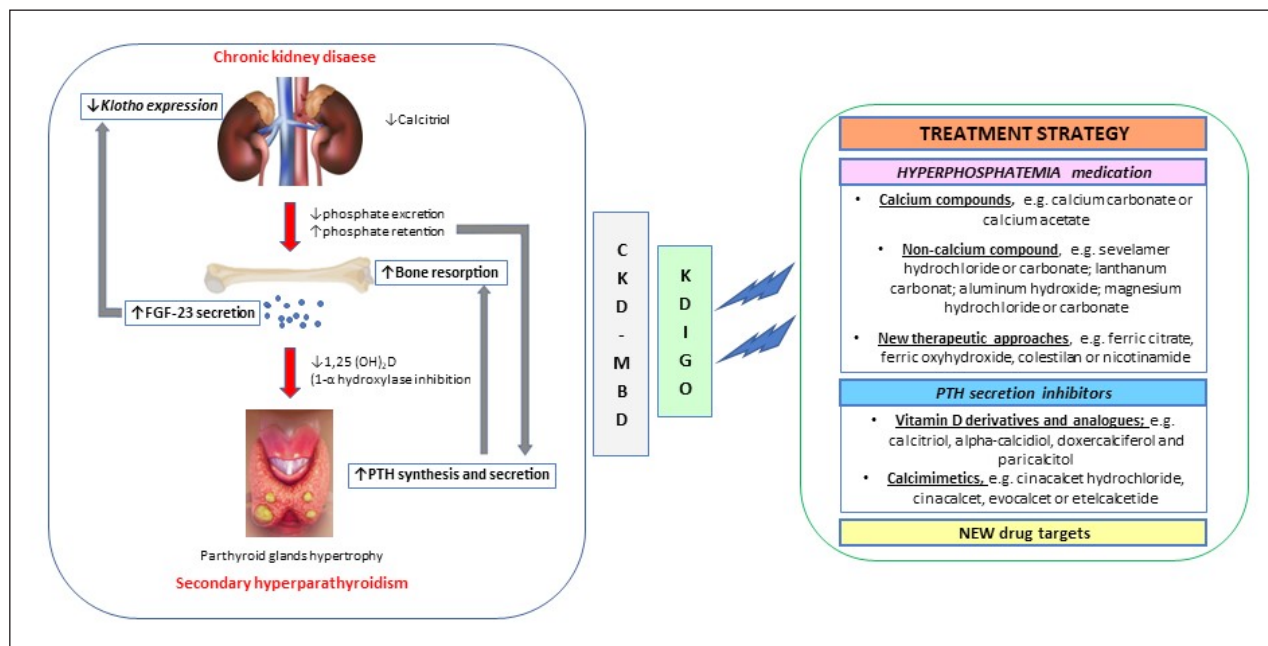 Chronic kidney disaese
↓Klotho expression
↓Calcitriol
↓phosphate excretion
↑phosphate retention
↑Bone resorption
↑FGF-23 secretion
↓1,25 (OH)₂D
(1-α hydroxylase inhibition
↑PTH synthesis and secretion
Parthyroid glands hypertrophy
Secondary hyperparathyroidism
C
K
D
-
M
B
D
K
D
I
G
O
TREATMENT STRATEGY
HYPERPHOSPHATEMIA medication
• Calcium compounds, e.g. calcium carbonate or
calcium acetate
• Non-calcium compound, e.g. sevelamer
hydrochloride or carbonate; lanthanum
carbonat; aluminum hydroxide; magnesium
hydrochloride or carbonate
• New therapeutic approaches, e.g. ferric citrate,
ferric oxyhydroxide, colestilan or nicotinamide
PTH secretion inhibitors
• Vitamin D derivatives and analogues; e.g.
calcitriol, alpha-calcidiol, doxercalciferol and
paricalcitol
• Calcimimetics, e.g. cinacalcet hydrochloride,
cinacalcet, evocalcet or etelcalcetide
NEW drug targets